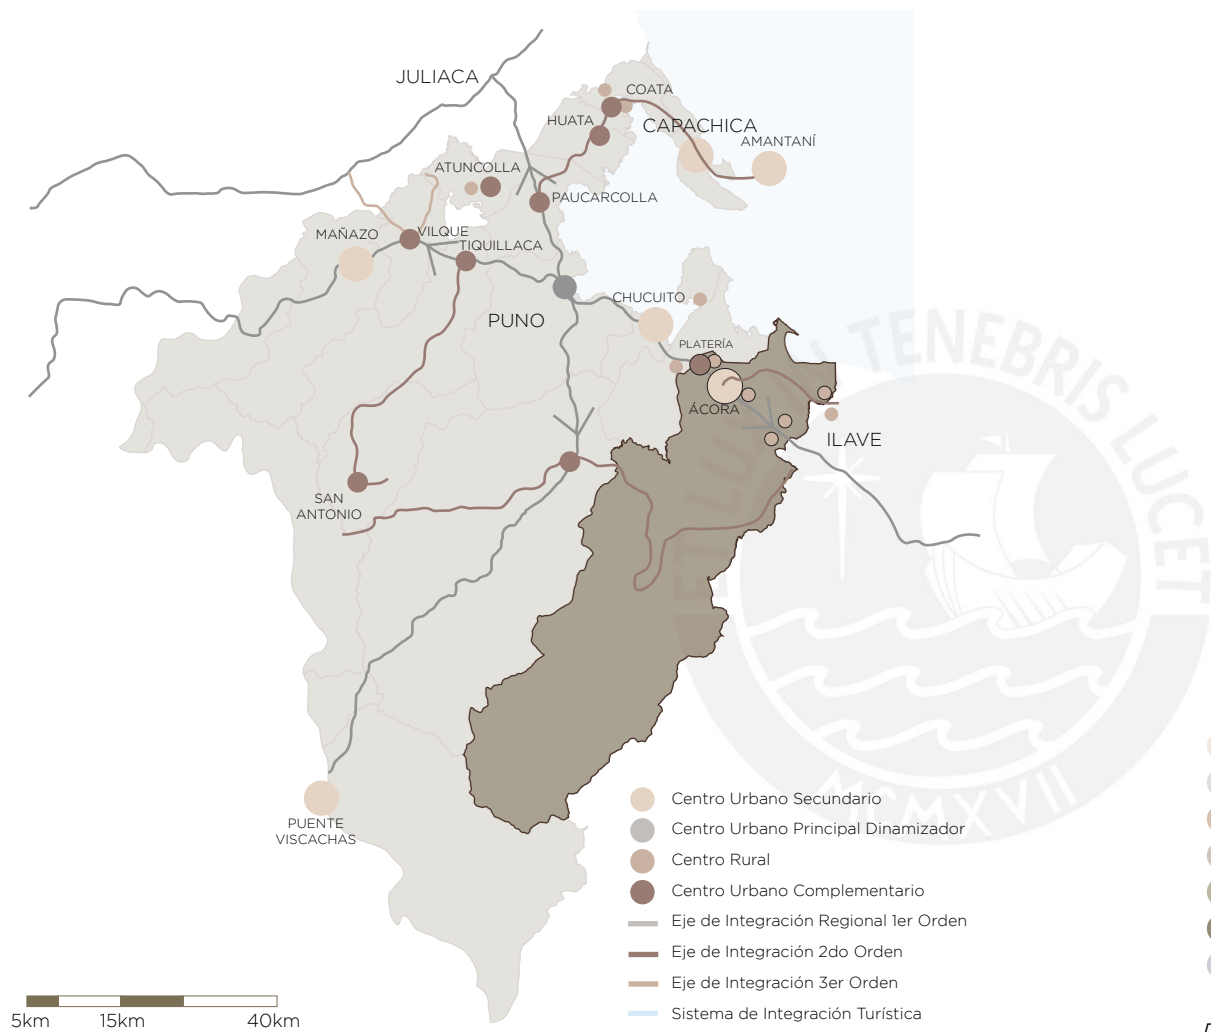 JULIACA
COATA
HUATA
CAPACHICA
AMANTANÍ
ATUNCOLLA
PAUCARCOLLA
MAÑAZO
VILQUE
TIQUILLACA
CHUCUITO
PUNO
PLATERÍA
ÁCORA
ILAVE
SAN
ANTONIO
PUENTE
VISCACHAS
ET LUX IN TENEBRIS LUCET
MCMXVII
Centro Urbano Secundario
Centro Urbano Principal Dinamizador
Centro Rural
Centro Urbano Complementario
Eje de Integración Regional 1er Orden
Eje de Integración 2do Orden
Eje de Integración 3er Orden
Sistema de Integración Turística
5km 15km 40km